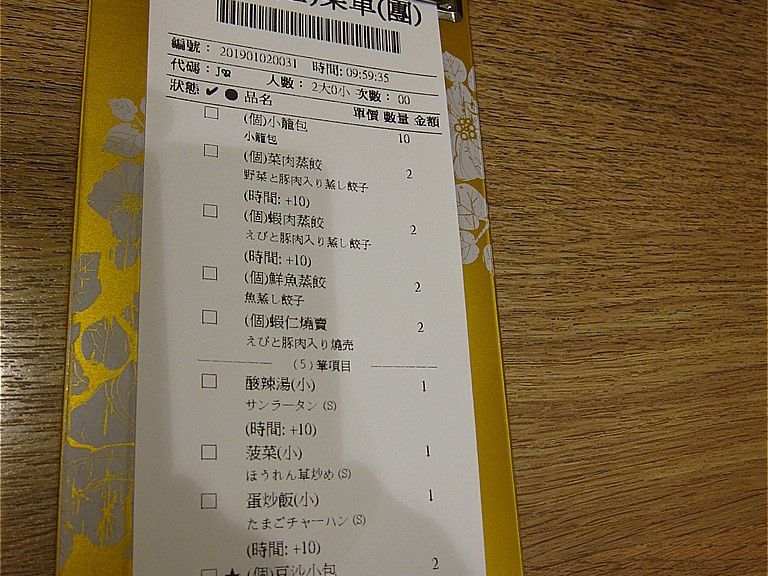 菜單(團)
編號： 201901020031 時間: 09:59:35
代碼：J 人數： 2大0小 次數： 00
狀態 ✔ ● 品名 單價 數量 金額
□ (個)小籠包 10
小籠包
□ (個)菜肉蒸餃 2
野菜と豚肉入り蒸し餃子
(時間: +10)
□ (個)蝦肉蒸餃 2
えびと豚肉入り蒸し餃子
(時間: +10)
□ (個)鮮魚蒸餃 2
魚蒸し餃子
□ (個)蝦仁燒賣 2
えびと豚肉入り燒売
(5)筆項目
□ 酸辣湯(小) 1
サンラータン (S)
(時間: +10)
□ 菠菜(小) 1
ほうれん草炒め (S)
□ 蛋炒飯(小) 1
たまごチャーハン (S)
(時間: +10)
□ ★ (個)豆沙小包 2